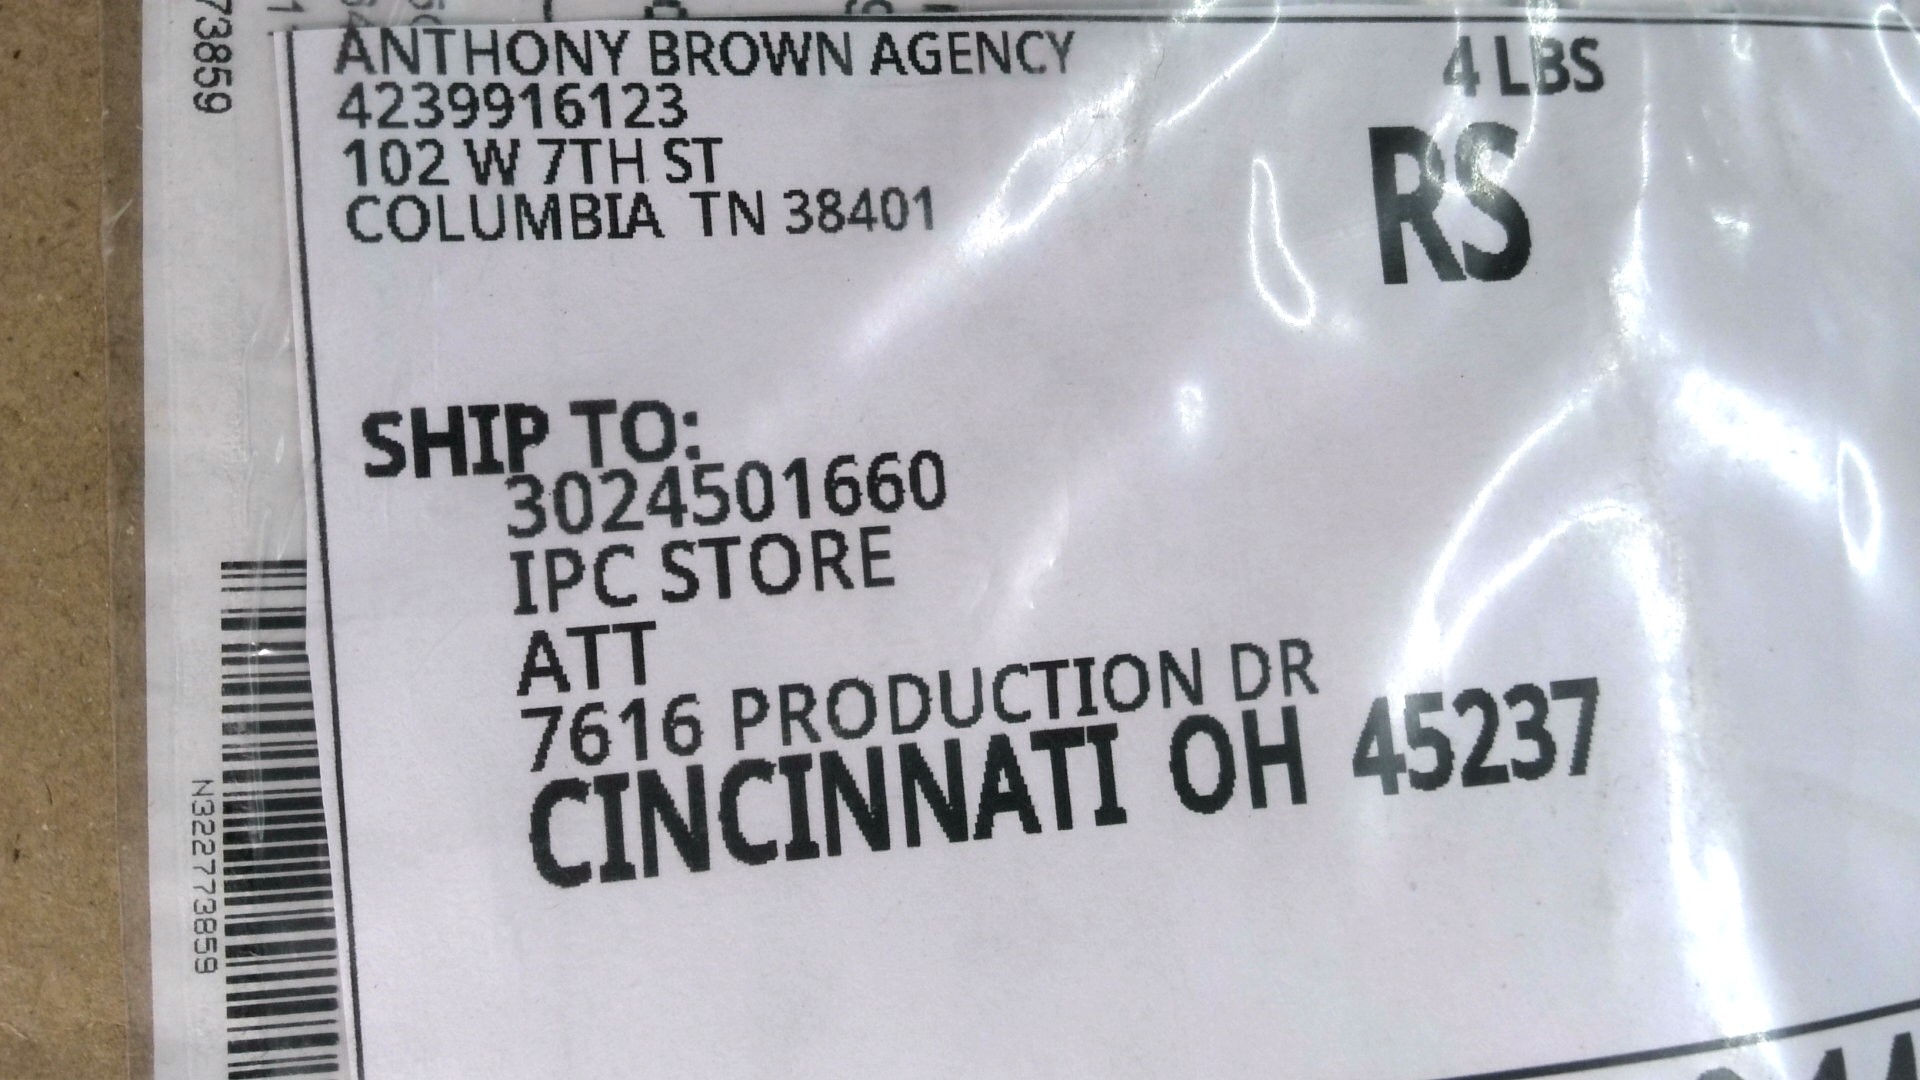 ANTHONY BROWN AGENCY
4239916123
102 W 7TH ST
COLUMBIA TN 38401
4 LBS
RS
SHIP TO:
3024501660
IPC STORE
ATT
7616 PRODUCTION DR
CINCINNATI OH 45237
73859
N322773859